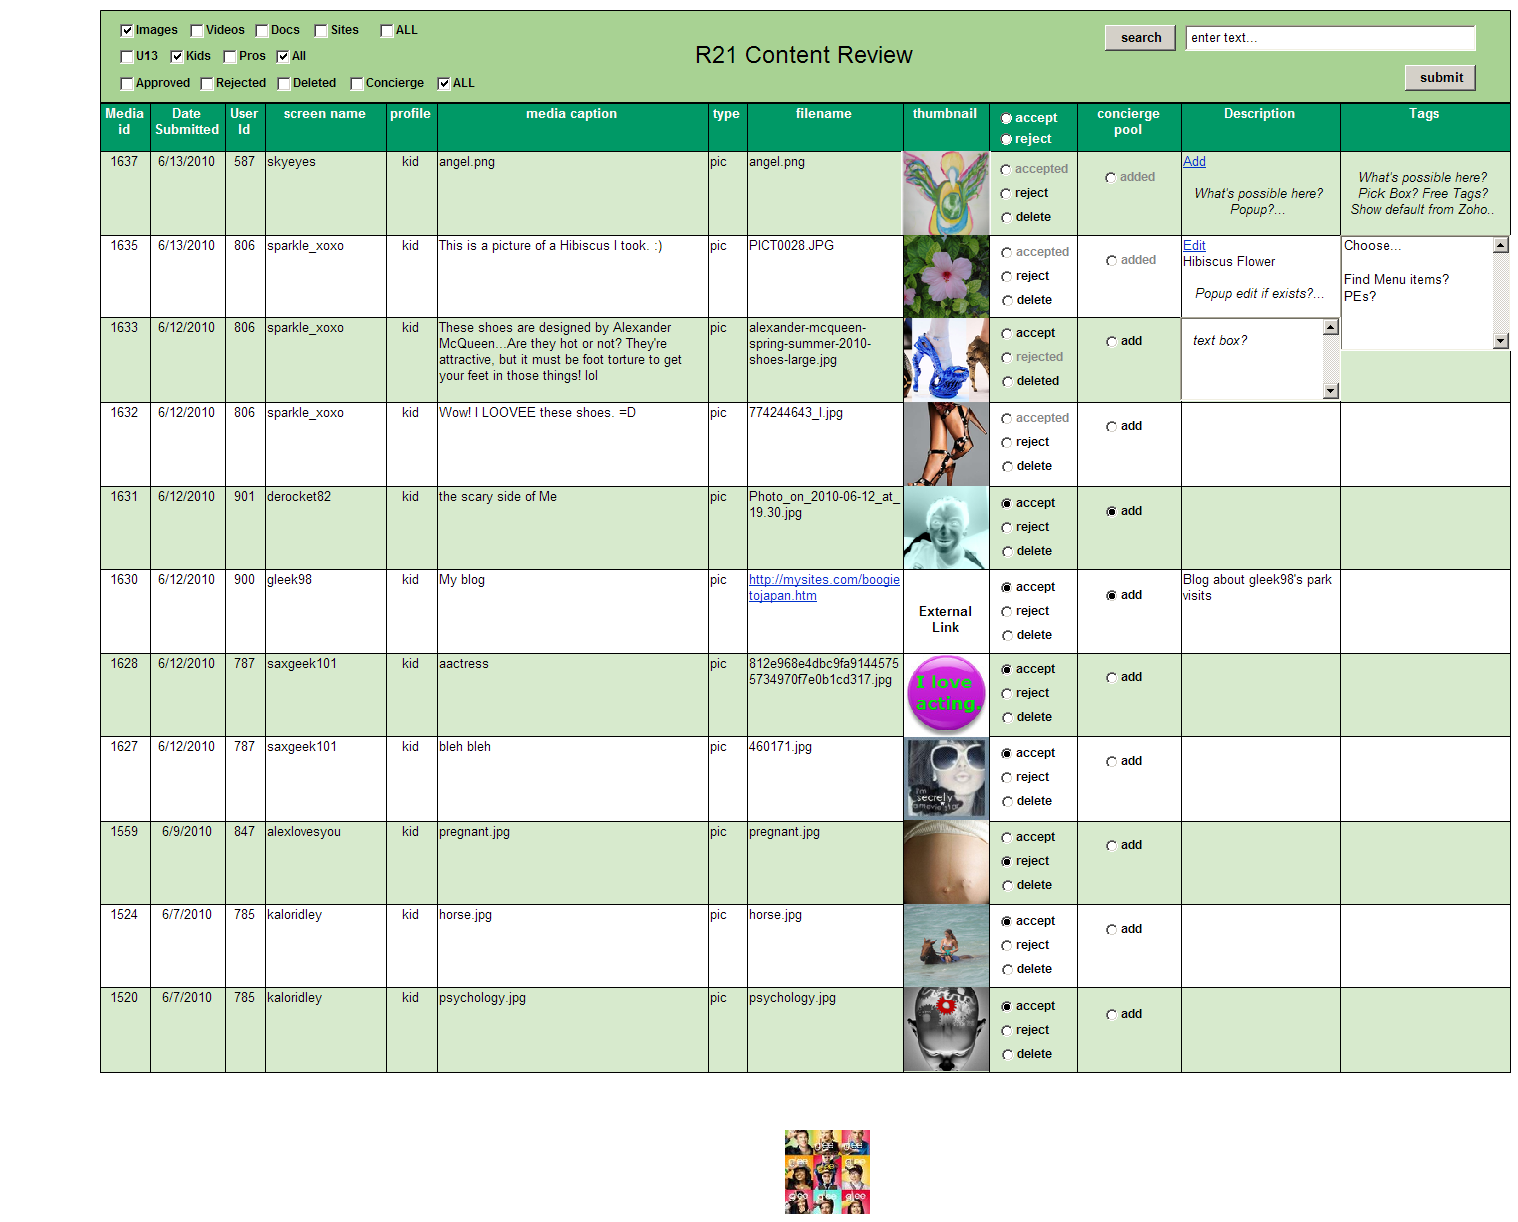 Images Videos Docs Sites ALL
U13 Kids Pros All
Approved Rejected Deleted Concierge ALL
R21 Content Review
search enter text...
submit
Media id Date Submitted User Id screen name profile media caption type filename thumbnail accept reject concierge pool Description Tags
1637 6/13/2010 587 skyeyes kid angel.png pic angel.png
accepted
reject
delete
added
Add
What's possible here?
Popup?...
What's possible here?
Pick Box? Free Tags?
Show default from Zoho..
1635 6/13/2010 806 sparkle_xoxo kid This is a picture of a Hibiscus I took. :) pic PICT0028.JPG
accepted
reject
delete
added
Edit
Hibiscus Flower
Popup edit if exists?...
Choose...
Find Menu items?
PEs?
1633 6/12/2010 806 sparkle_xoxo kid
These shoes are designed by Alexander
McQueen...Are they hot or not? They're
attractive, but it must be foot torture to get
your feet in those things! lol
pic
alexander-mcqueen-
spring-summer-2010-
shoes-large.jpg
accept
rejected
deleted
add
text box?
1632 6/12/2010 806 sparkle_xoxo kid Wow! I LOOVEE these shoes. =D pic 774244643_l.jpg
accepted
reject
delete
add
1631 6/12/2010 901 derocket82 kid the scary side of Me pic
Photo_on_2010-06-12_at_
19.30.jpg
accept
reject
delete
add
1630 6/12/2010 900 gleek98 kid My blog pic
http://mysites.com/boogie
tojapan.htm
External
Link
accept
reject
delete
add
Blog about gleek98's park
visits
1628 6/12/2010 787 saxgeek101 kid aactress pic
812e968e4dbc9fa9144575
5734970f7e0b1cd317.jpg
I love
acting.
accept
reject
delete
add
1627 6/12/2010 787 saxgeek101 kid bleh bleh pic 460171.jpg
I'm
secretly
a movie star
accept
reject
delete
add
1559 6/9/2010 847 alexlovesyou kid pregnant.jpg pic pregnant.jpg
accept
reject
delete
add
1524 6/7/2010 785 kaloridley kid horse.jpg pic horse.jpg
accept
reject
delete
add
1520 6/7/2010 785 kaloridley kid psychology.jpg pic psychology.jpg
accept
reject
delete
add
glee glee
glee glee glee
glee glee glee